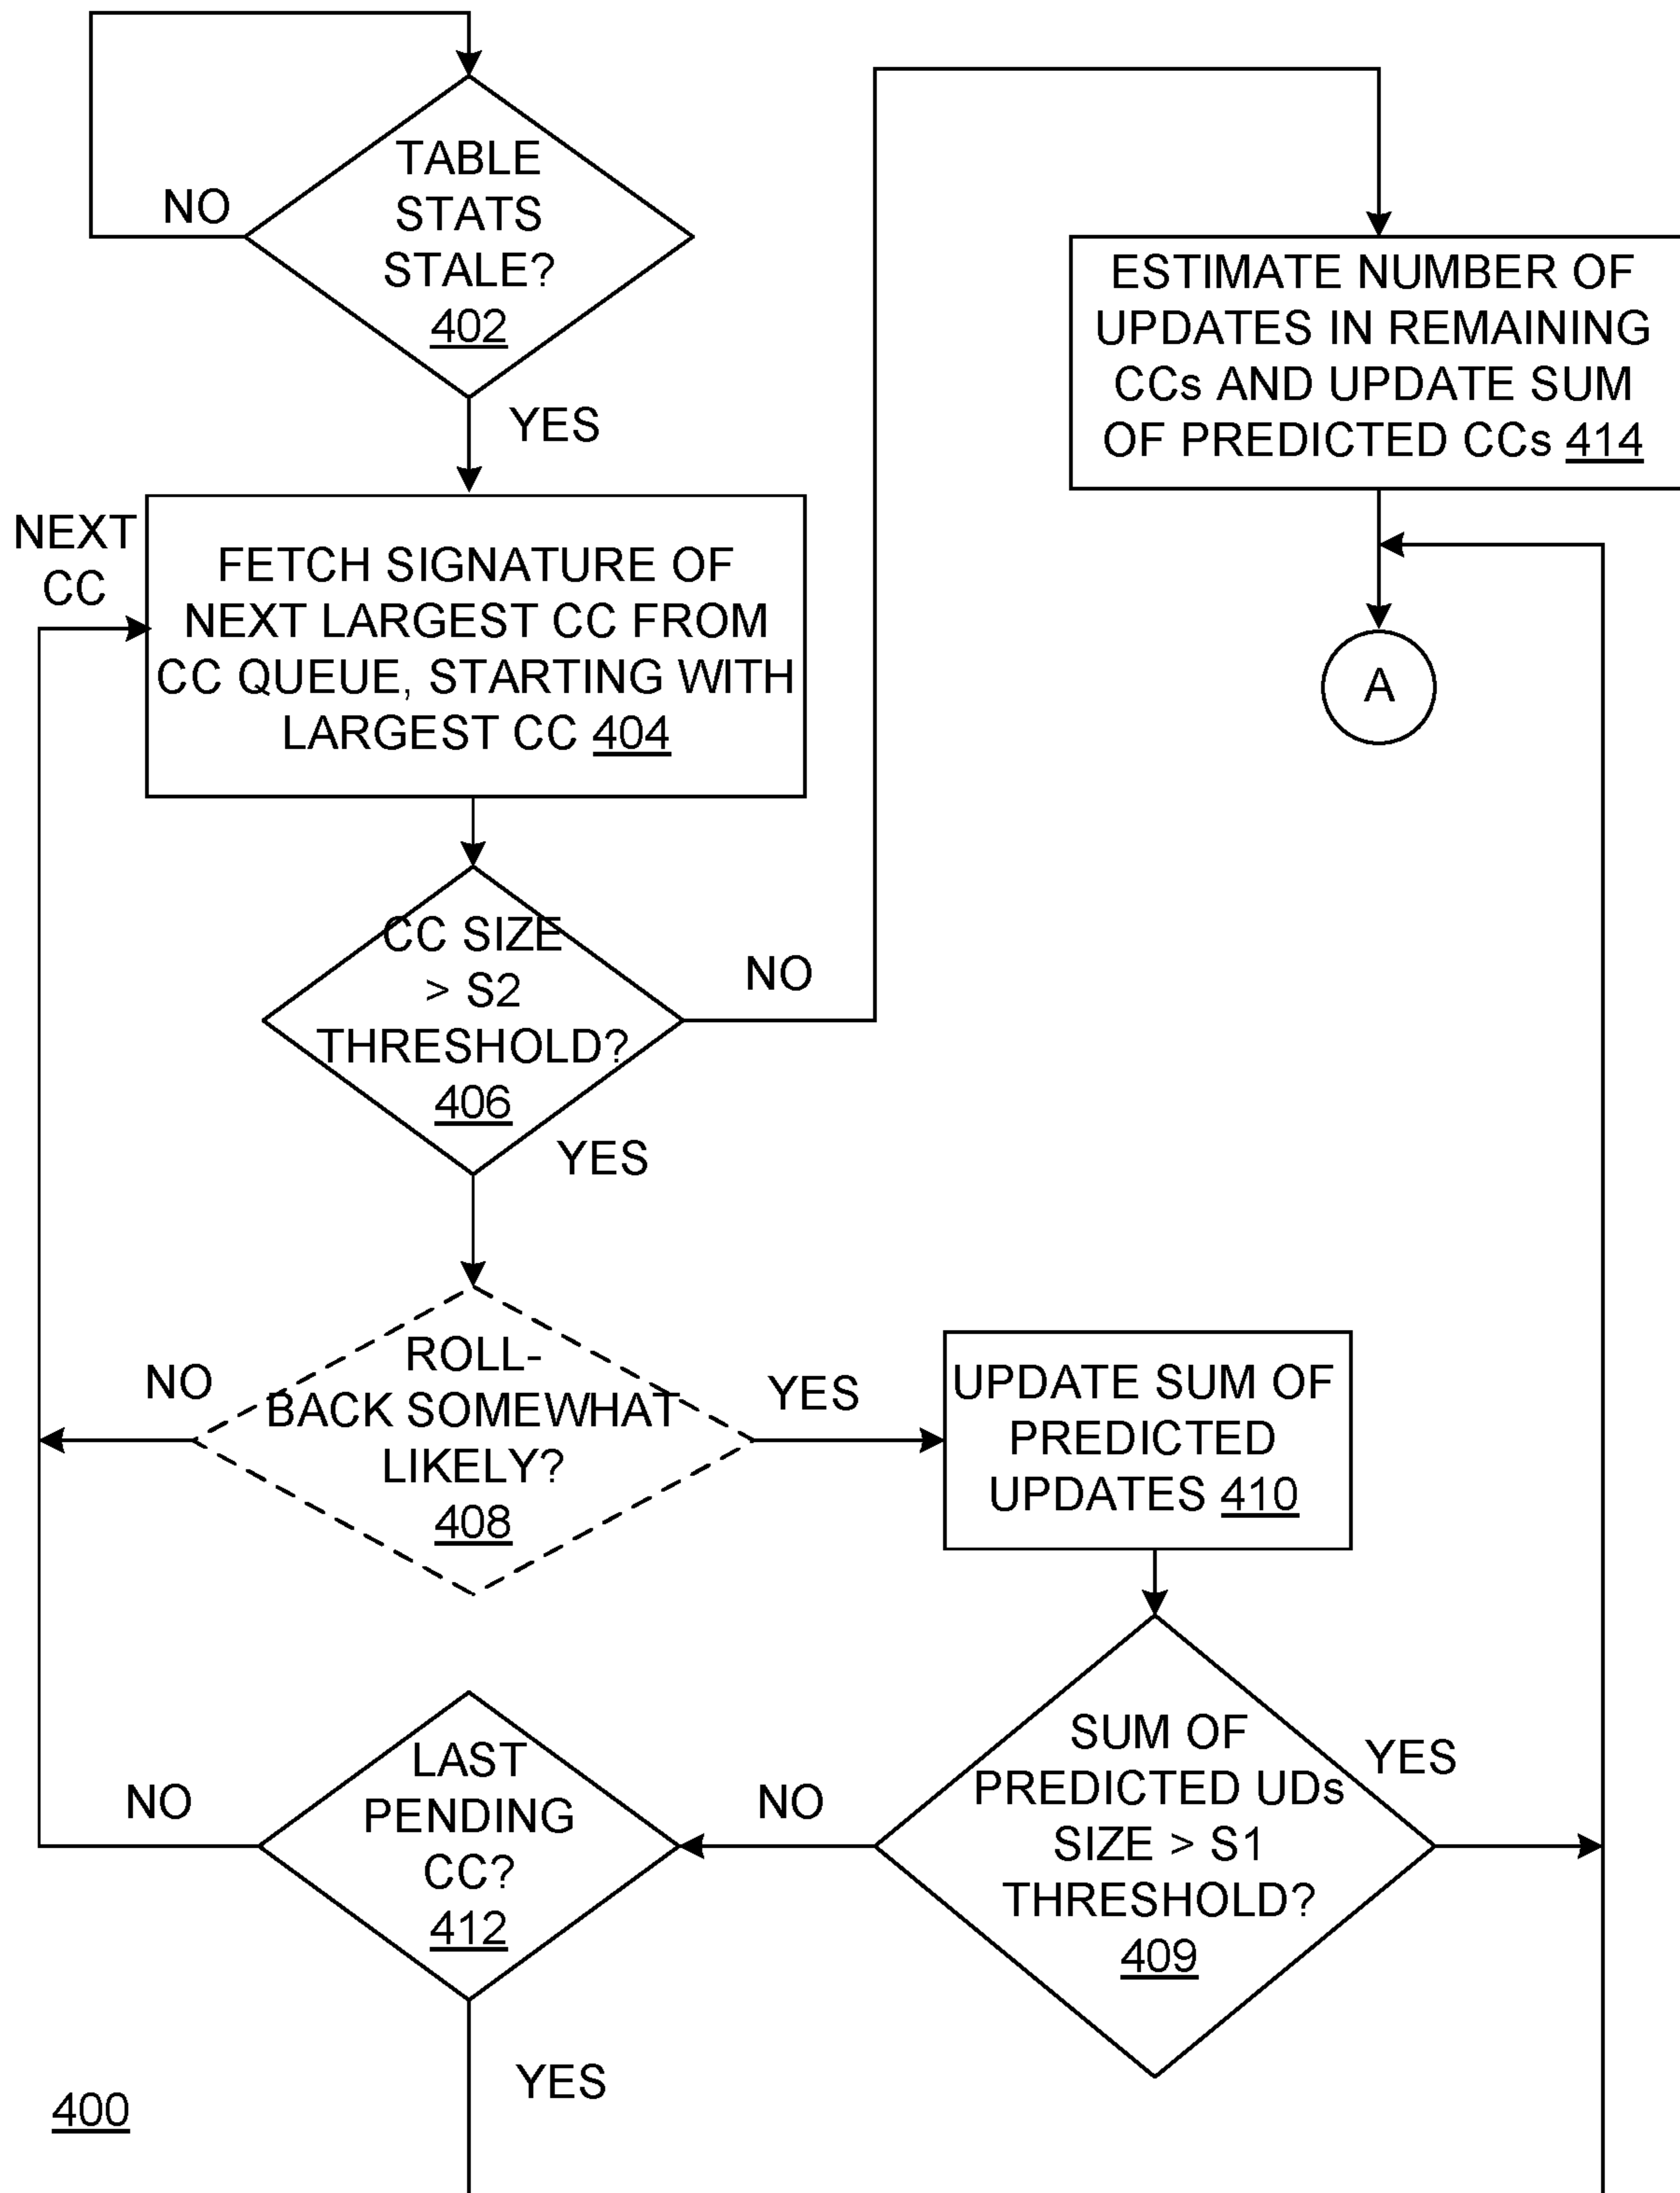 TABLE
STATS
STALE?
402
NO
YES
NEXT
CC
FETCH SIGNATURE OF
NEXT LARGEST CC FROM
CC QUEUE, STARTING WITH
LARGEST CC 404
CC SIZE
> S2
THRESHOLD?
406
NO
YES
ESTIMATE NUMBER OF
UPDATES IN REMAINING
CCs AND UPDATE SUM
OF PREDICTED CCs 414
A
ROLL-
BACK SOMEWHAT
LIKELY?
408
NO
YES
UPDATE SUM OF
PREDICTED
UPDATES 410
SUM OF
PREDICTED UDs
SIZE > S1
THRESHOLD?
409
YES
NO
LAST
PENDING
CC?
412
NO
YES
400